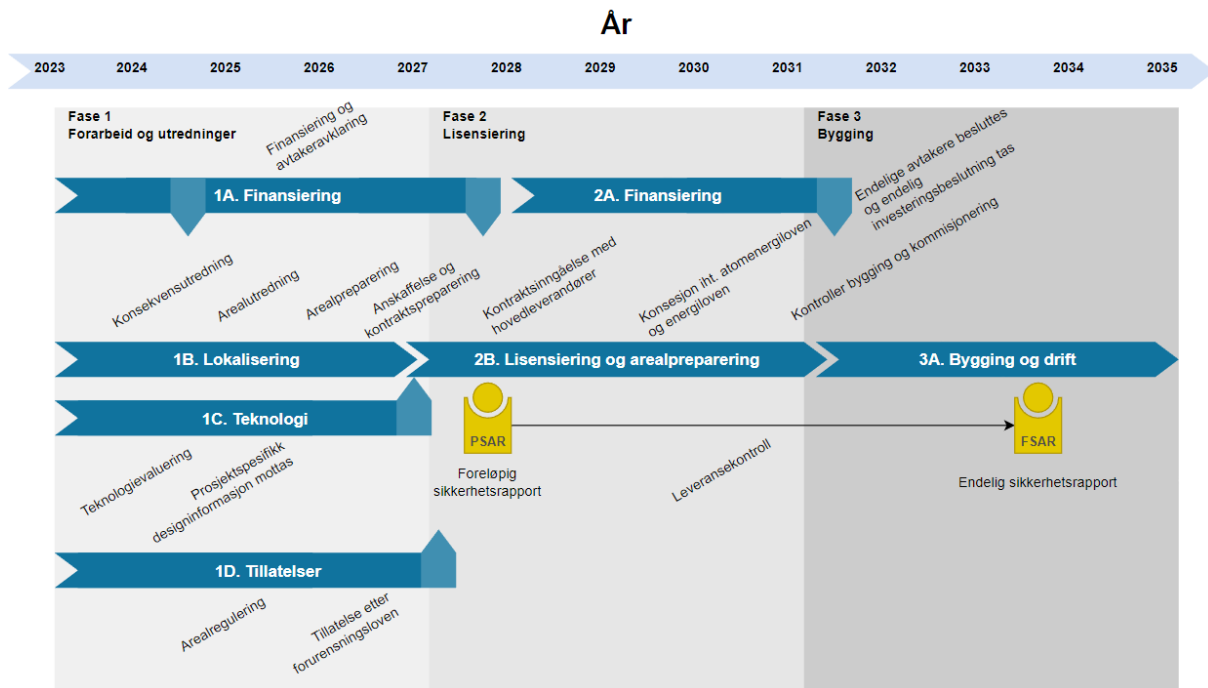 År
2023 2024 2025 2026 2027 2028 2029 2030 2031 2032 2033 2034 2035
Fase 1
Forarbeid og utredninger
Fase 2
Lisensiering
Fase 3
Bygging
Finansiering og
avtakeravklaring
Endelige avtakere besluttes
og endelig
investeringsbeslutning tas
1A. Finansiering
2A. Finansiering
Konsekvensutredning
Arealutredning
Arealpreparering
Anskaffelse og
kontraktspreparering
Kontraktsinngåelse med
hovedleverandører
Konsesjon iht. atomenergiloven
og energiloven
Kontroller bygging og kommisjonering
1B. Lokalisering
2B. Lisensiering og arealpreparering
3A. Bygging og drift
1C. Teknologi
PSAR
FSAR
Teknologievaluering
Prosjektspesifikk
designinformasjon mottas
Foreløpig
sikkerhetsrapport
Leveransekontroll
Endelig sikkerhetsrapport
1D. Tillatelser
Arealregulering
Tillatelse etter
forurensningsloven